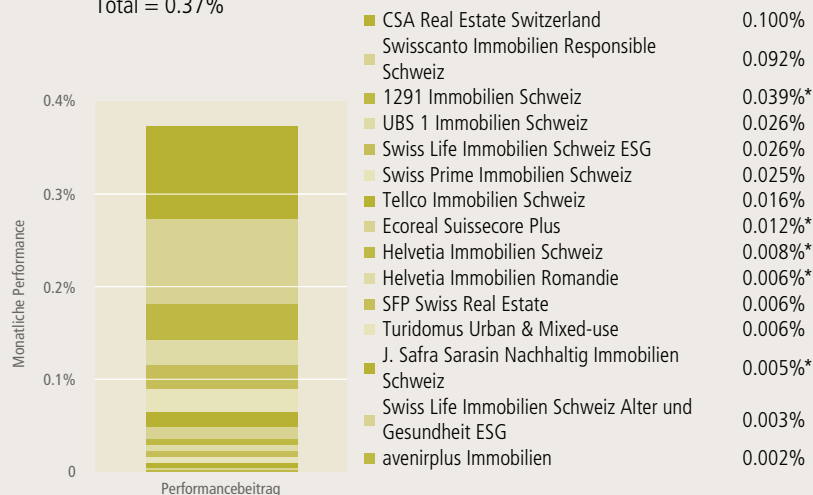 Total = 0.37%
CSA Real Estate Switzerland 0.100%
Swisscanto Immobilien Responsible
Schweiz 0.092%
1291 Immobilien Schweiz 0.039%*
UBS 1 Immobilien Schweiz 0.026%
Swiss Life Immobilien Schweiz ESG 0.026%
Swiss Prime Immobilien Schweiz 0.025%
Tellco Immobilien Schweiz 0.016%
Ecoreal Suissecore Plus 0.012%*
Helvetia Immobilien Schweiz 0.008%*
Helvetia Immobilien Romandie 0.006%*
SFP Swiss Real Estate 0.006%
Turidomus Urban & Mixed-use 0.006%
J. Safra Sarasin Nachhaltig Immobilien
Schweiz 0.005%*
Swiss Life Immobilien Schweiz Alter und
Gesundheit ESG 0.003%
avenirplus Immobilien 0.002%
Monatliche Performance
0.4%
0.3%
0.2%
0.1%
0
Performancebeitrag